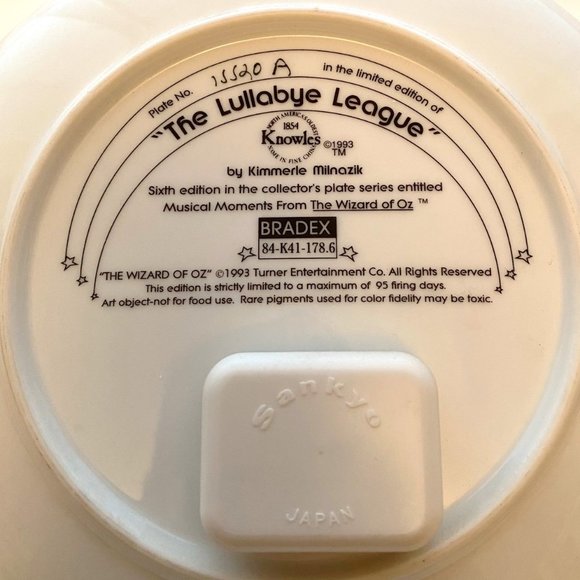 Plate No. 15520 A in the limited edition of
"The Lullabye League"
NORTH AMERICA'S OLDEST
1854
Knowles ©1993 TM
NAME IN FINE CHINA
by Kimmerle Milnazik
Sixth edition in the collector's plate series entitled
Musical Moments From The Wizard of Oz ™
BRADEX
84-K41-178.6
"THE WIZARD OF OZ" ©1993 Turner Entertainment Co. All Rights Reserved
This edition is strictly limited to a maximum of 95 firing days.
Art object-not for food use. Rare pigments used for color fidelity may be toxic.
Sankyo
JAPAN